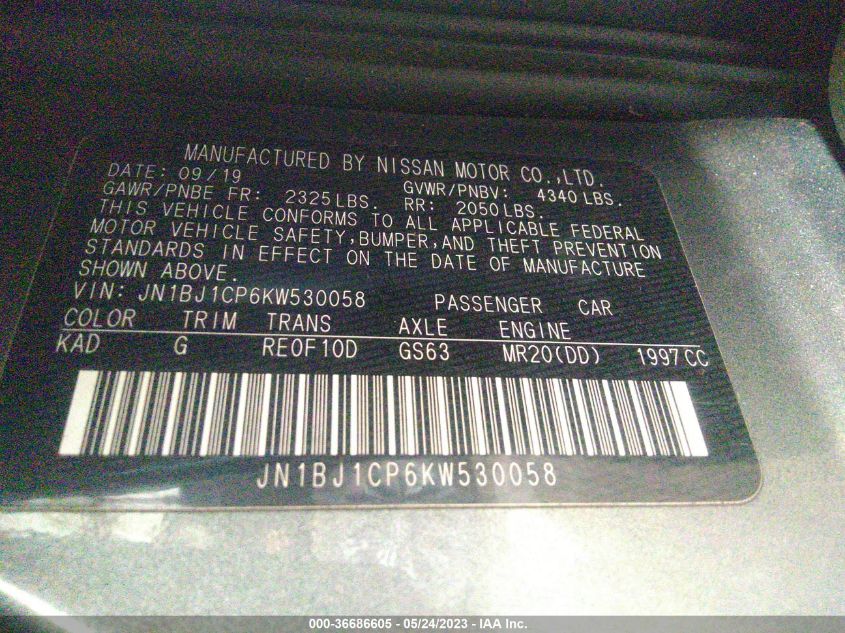 MANUFACTURED BY NISSAN MOTOR CO.,LTD.
DATE: 09/19 GVWR/PNBV: 4340 LBS.
GAWR/PNBE FR: 2325 LBS. RR: 2050 LBS.
THIS VEHICLE CONFORMS TO ALL APPLICABLE FEDERAL
MOTOR VEHICLE SAFETY,BUMPER,AND THEFT PREVENTION
STANDARDS IN EFFECT ON THE DATE OF MANUFACTURE
SHOWN ABOVE.
VIN: JN1BJ1CP6KW530058 PASSENGER CAR
COLOR TRIM TRANS AXLE ENGINE
KAD G RE0F10D GS63 MR20(DD) 1997CC
JN1BJ1CP6KW530058
000-36686605 - 05/24/2023 - IAA Inc.